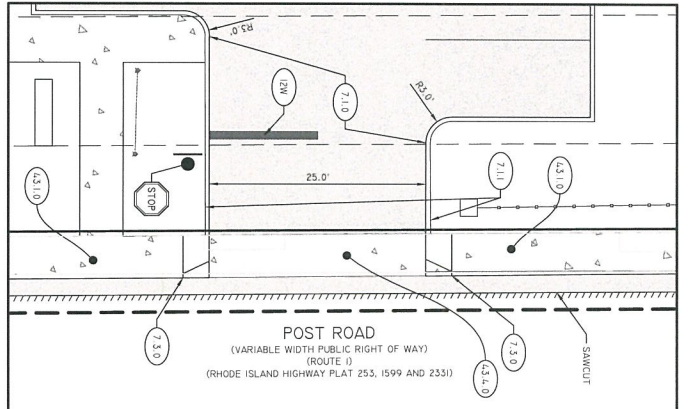 R3.0'
12W
7.1.0
R3.0'
25.0'
7.1.1
43.1.0
43.1.0
STOP
7.3.0
7.3.0
43.4.0
SAWCUT
POST ROAD
(VARIABLE WIDTH PUBLIC RIGHT OF WAY)
(ROUTE 1)
(RHODE ISLAND HIGHWAY PLAT 253, 1599 AND 2331)